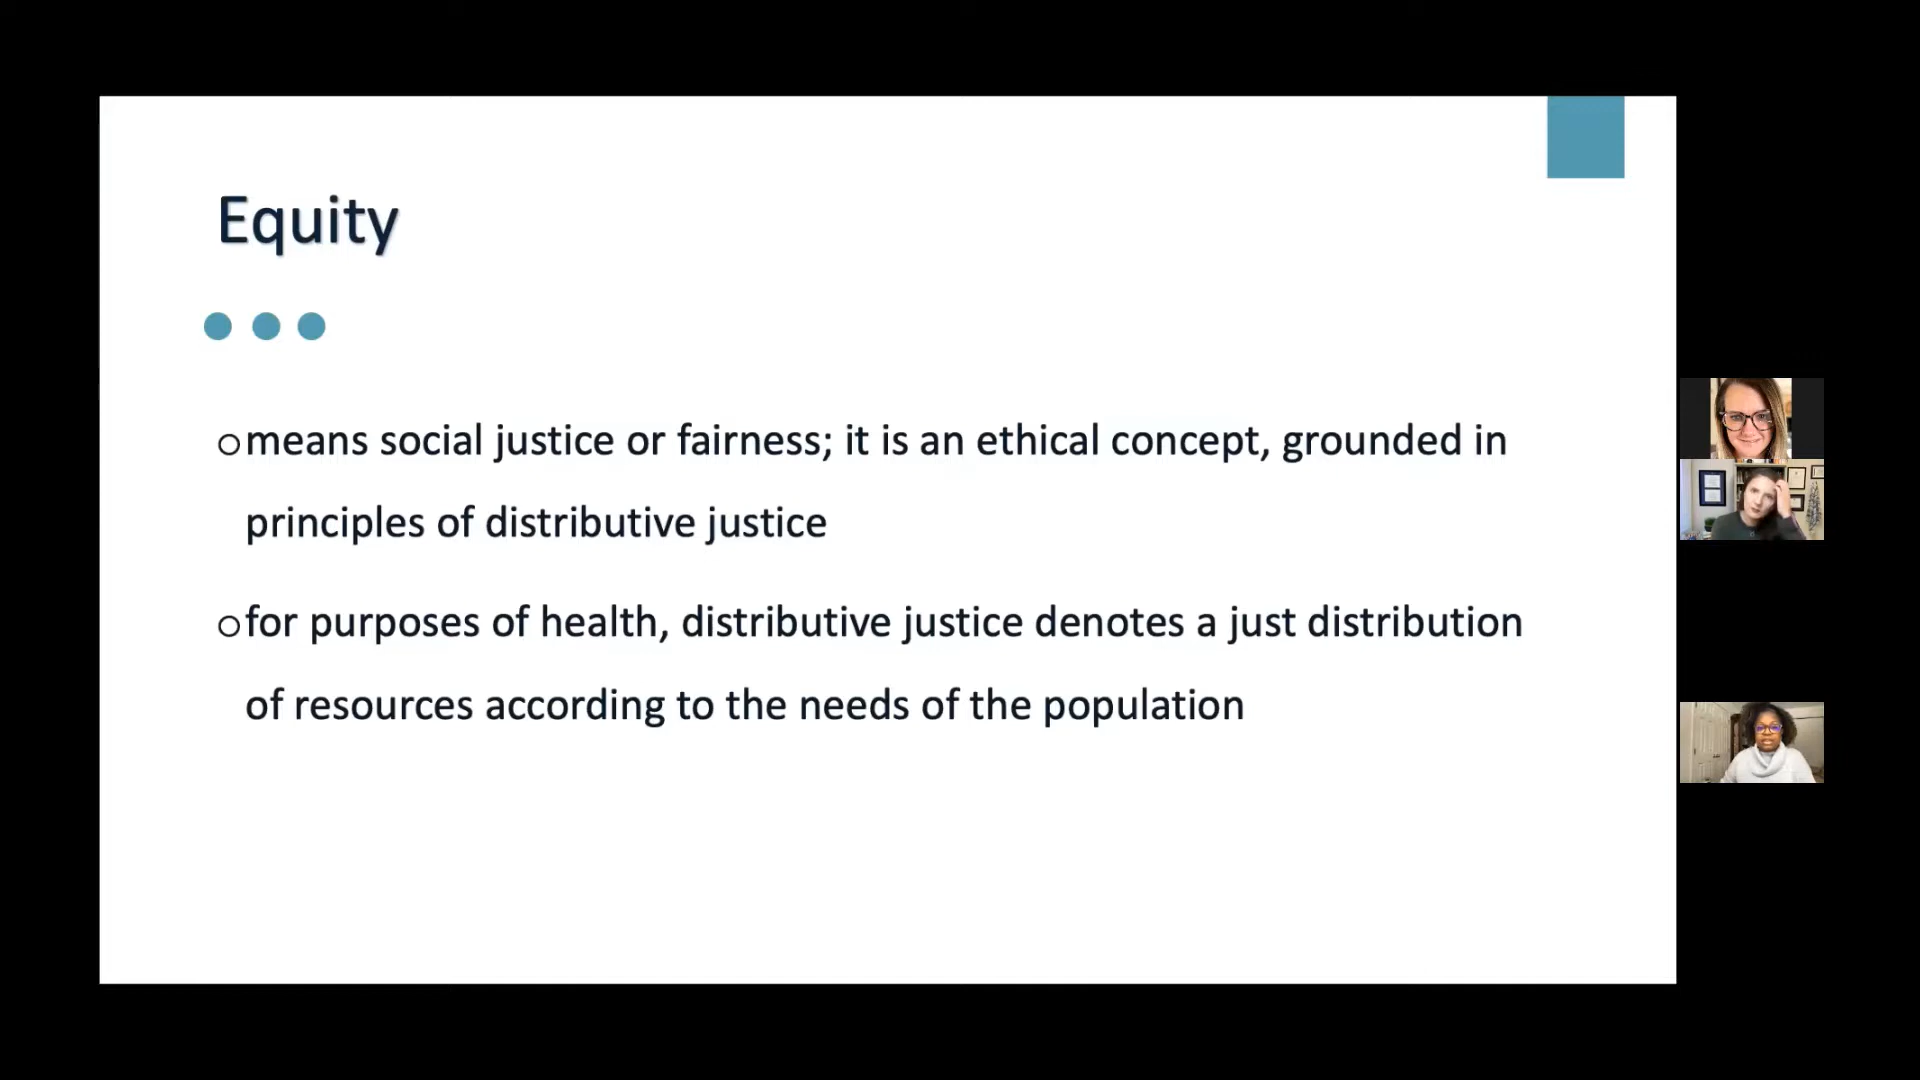 Equity
○means social justice or fairness; it is an ethical concept, grounded in
principles of distributive justice
○for purposes of health, distributive justice denotes a just distribution
of resources according to the needs of the population